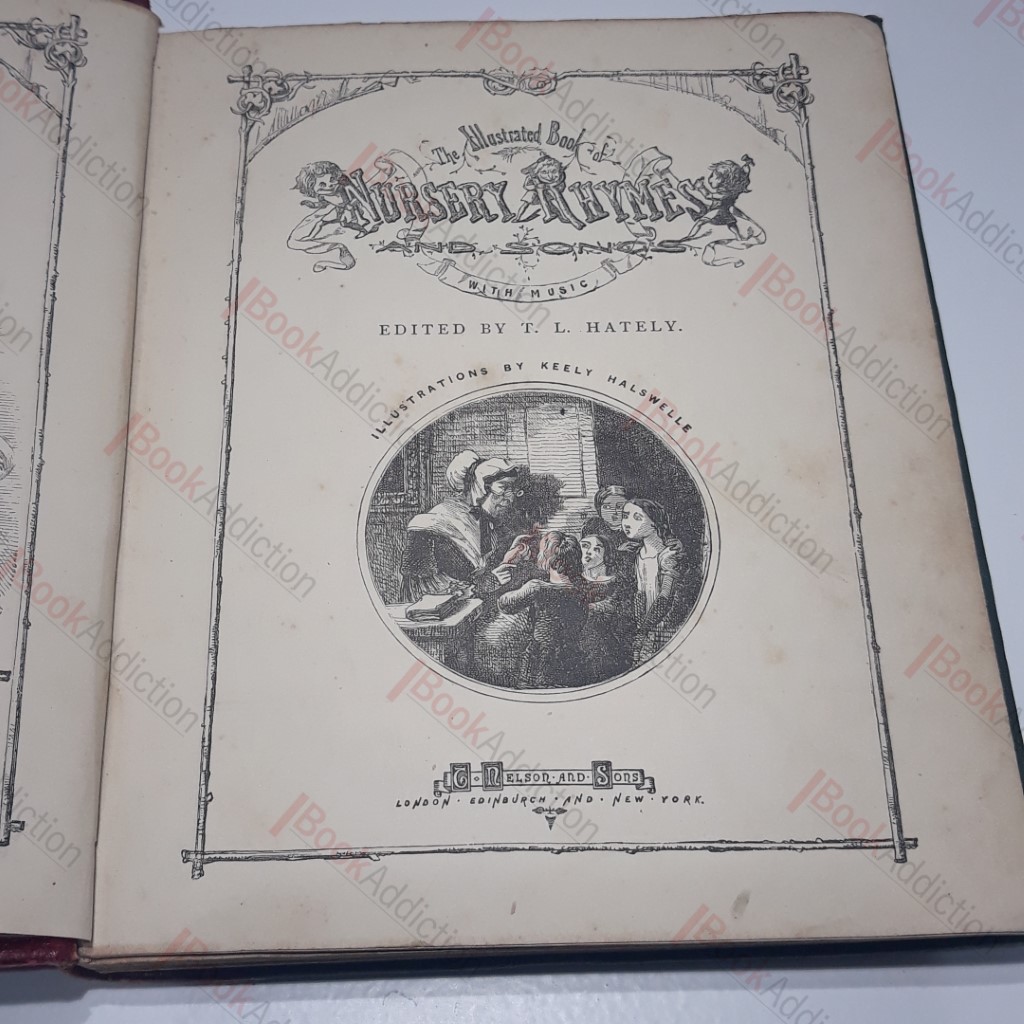 The Illustrated Book of
NURSERY RHYMES
AND SONGS
WITH MUSIC
EDITED BY T. L. HATELY.
ILLUSTRATIONS BY KEELY HALSWELLE
T. NELSON AND SONS
LONDON · EDINBURGH · AND · NEW · YORK.
BookAddiction